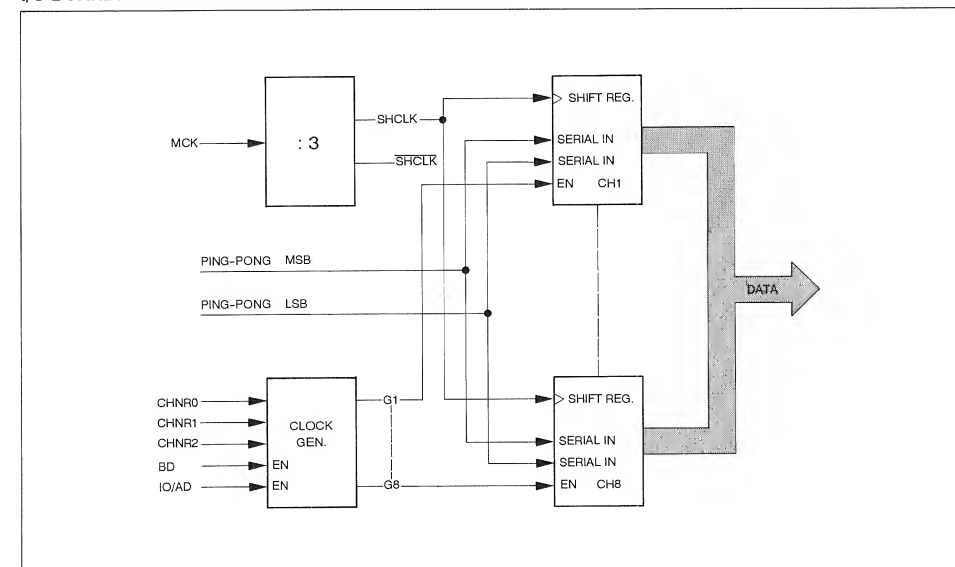 SHIFT REG.
SHCLK
MCK
: 3
SERIAL IN
SHCLK
SERIAL IN
EN CH1
PING-PONG MSB
DATA
PING-PONG LSB
CHNR0
G1
SHIFT REG.
CHNR1
CLOCK
GEN.
CHNR2
SERIAL IN
BD
EN
SERIAL IN
IO/AD
EN
G8
EN CH8